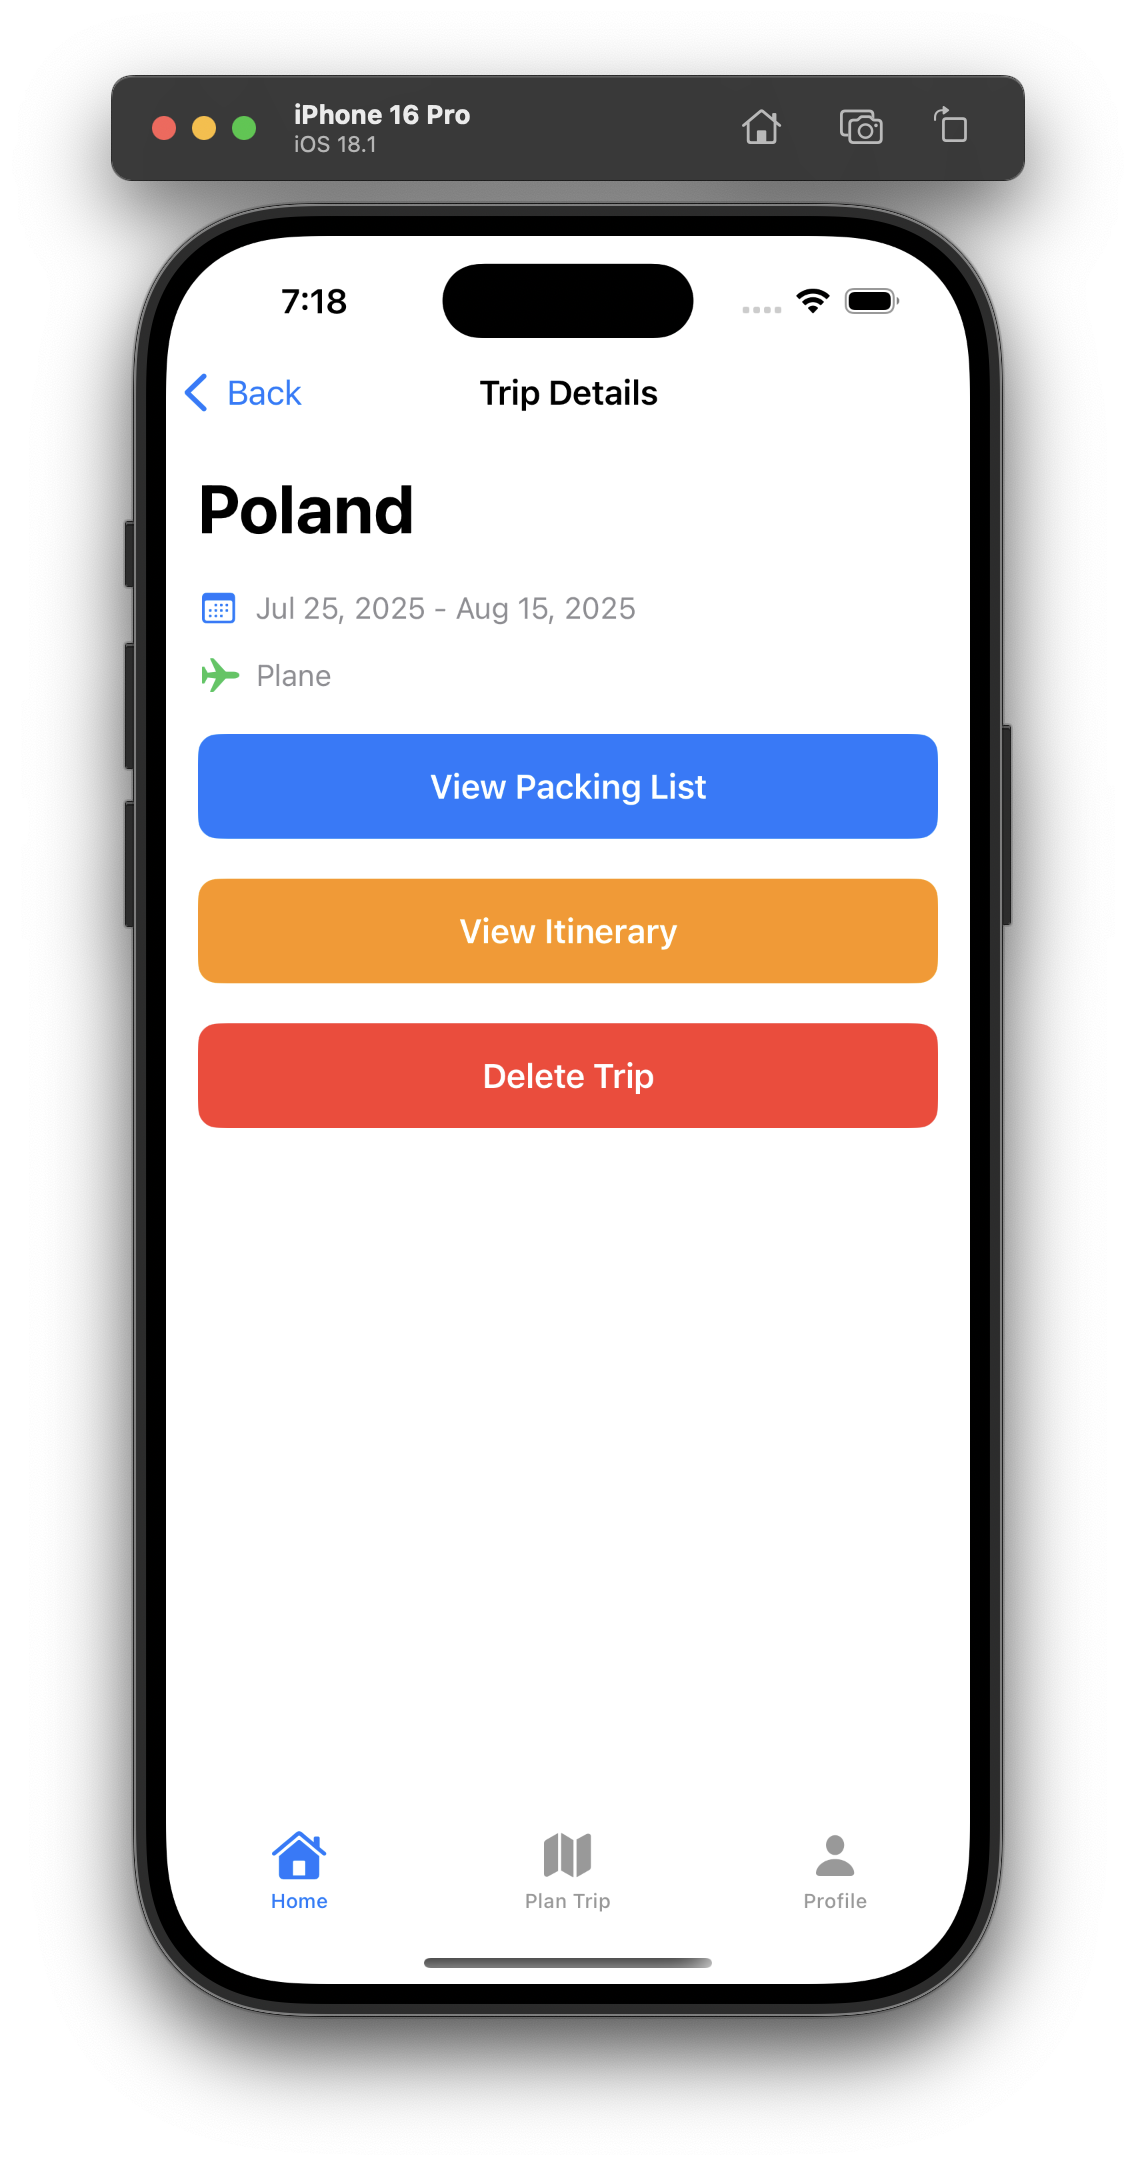 iPhone 16 Pro
iOS 18.1
7:18
Back
Trip Details
Poland
Jul 25, 2025 - Aug 15, 2025
Plane
View Packing List
View Itinerary
Delete Trip
Home
Plan Trip
Profile